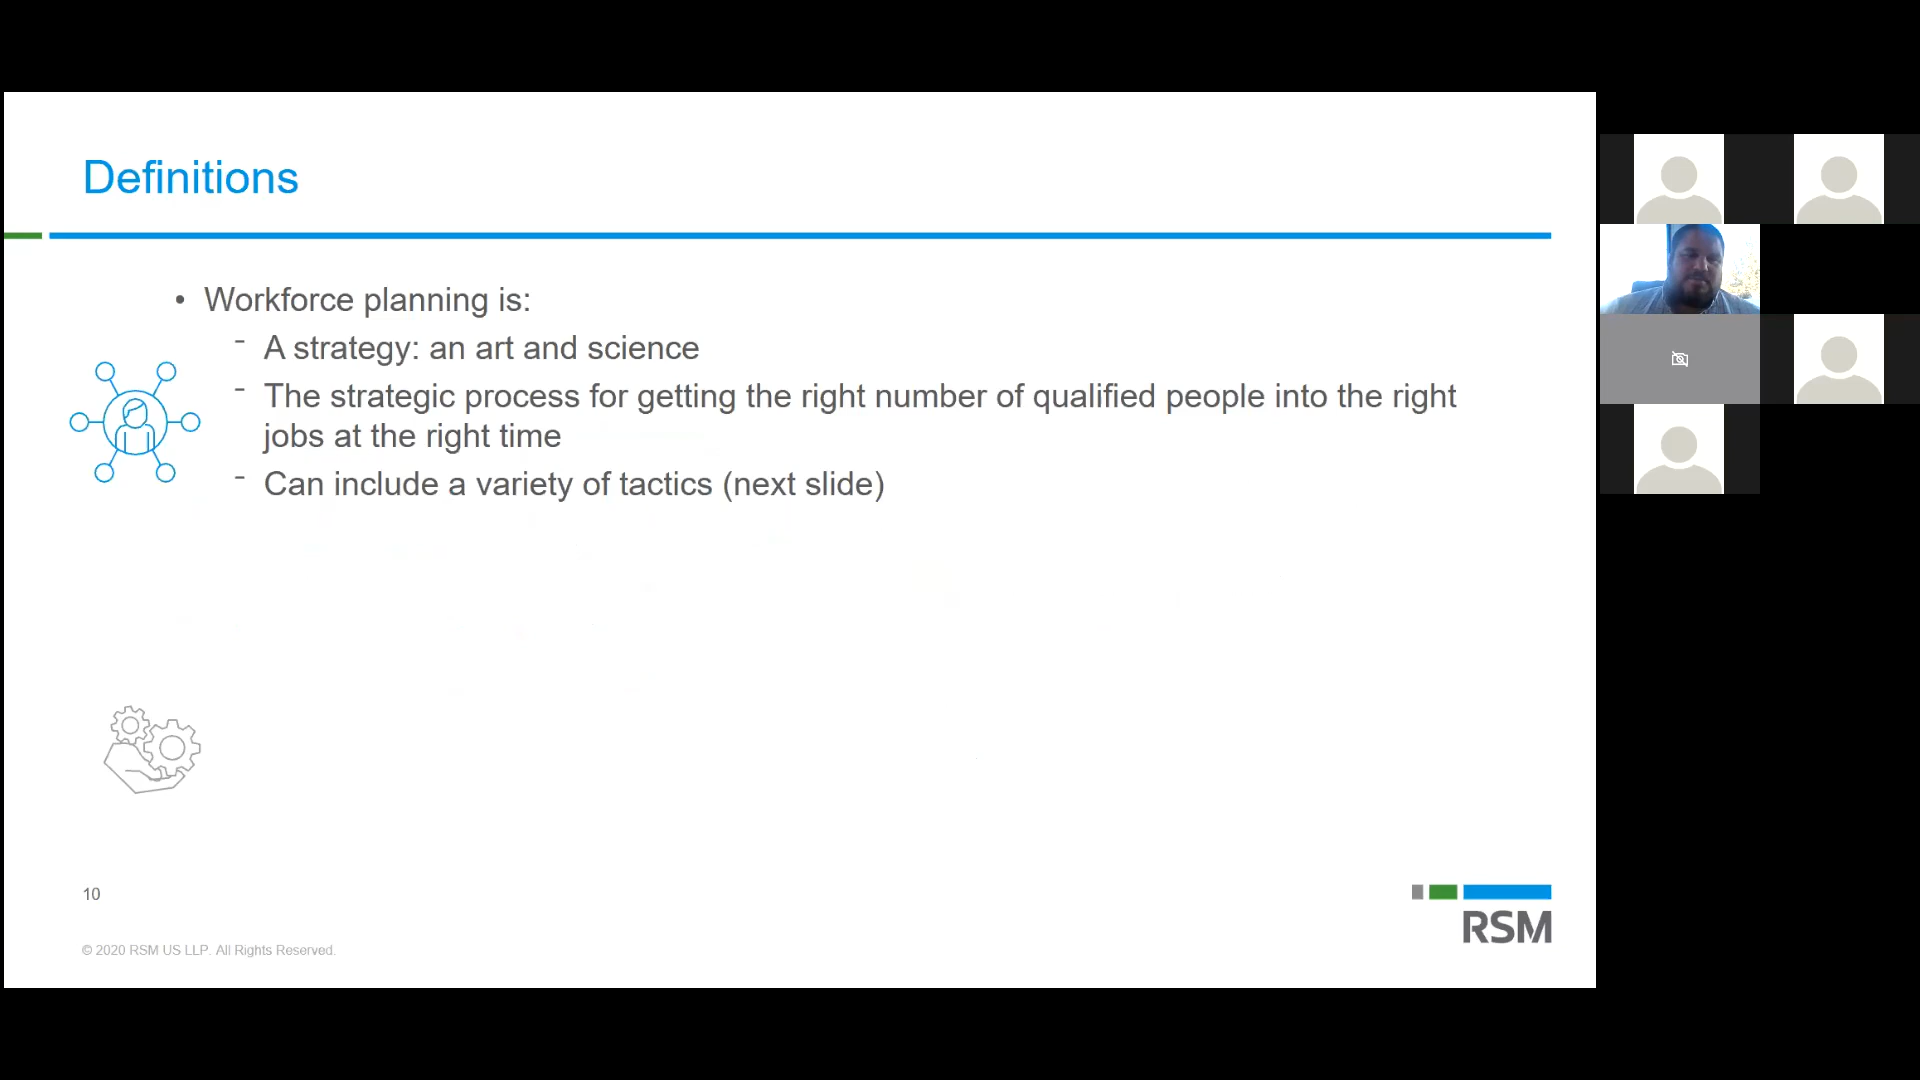 Definitions
• Workforce planning is:
- A strategy: an art and science
- The strategic process for getting the right number of qualified people into the right
jobs at the right time
- Can include a variety of tactics (next slide)
10
RSM
© 2020 RSM US LLP. All Rights Reserved.